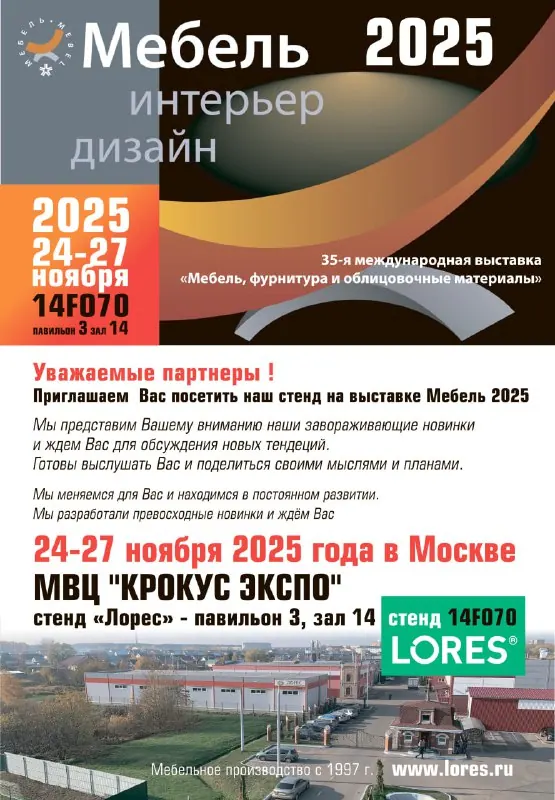 МЕБЕЛЬ · MEBEL
Мебель 2025
интерьер
дизайн
2025
24-27
ноября
14F070
ПАВИЛЬОН 3 ЗАЛ 14
35-я международная выставка
«Мебель, фурнитура и облицовочные материалы»
Уважаемые партнеры !
Приглашаем Вас посетить наш стенд на выставке Мебель 2025
Мы представим Вашему вниманию наши завораживающие новинки
и ждем Вас для обсуждения новых тендеций.
Готовы выслушать Вас и поделиться своими мыслями и планами.
Мы меняемся для Вас и находимся в постоянном развитии.
Мы разработали превосходные новинки и ждём Вас
24-27 ноября 2025 года в Москве
МВЦ "КРОКУС ЭКСПО"
стенд «Лорес» - павильон 3, зал 14
стенд 14F070
LORES®
Мебельное производство с 1997 г.
www.lores.ru